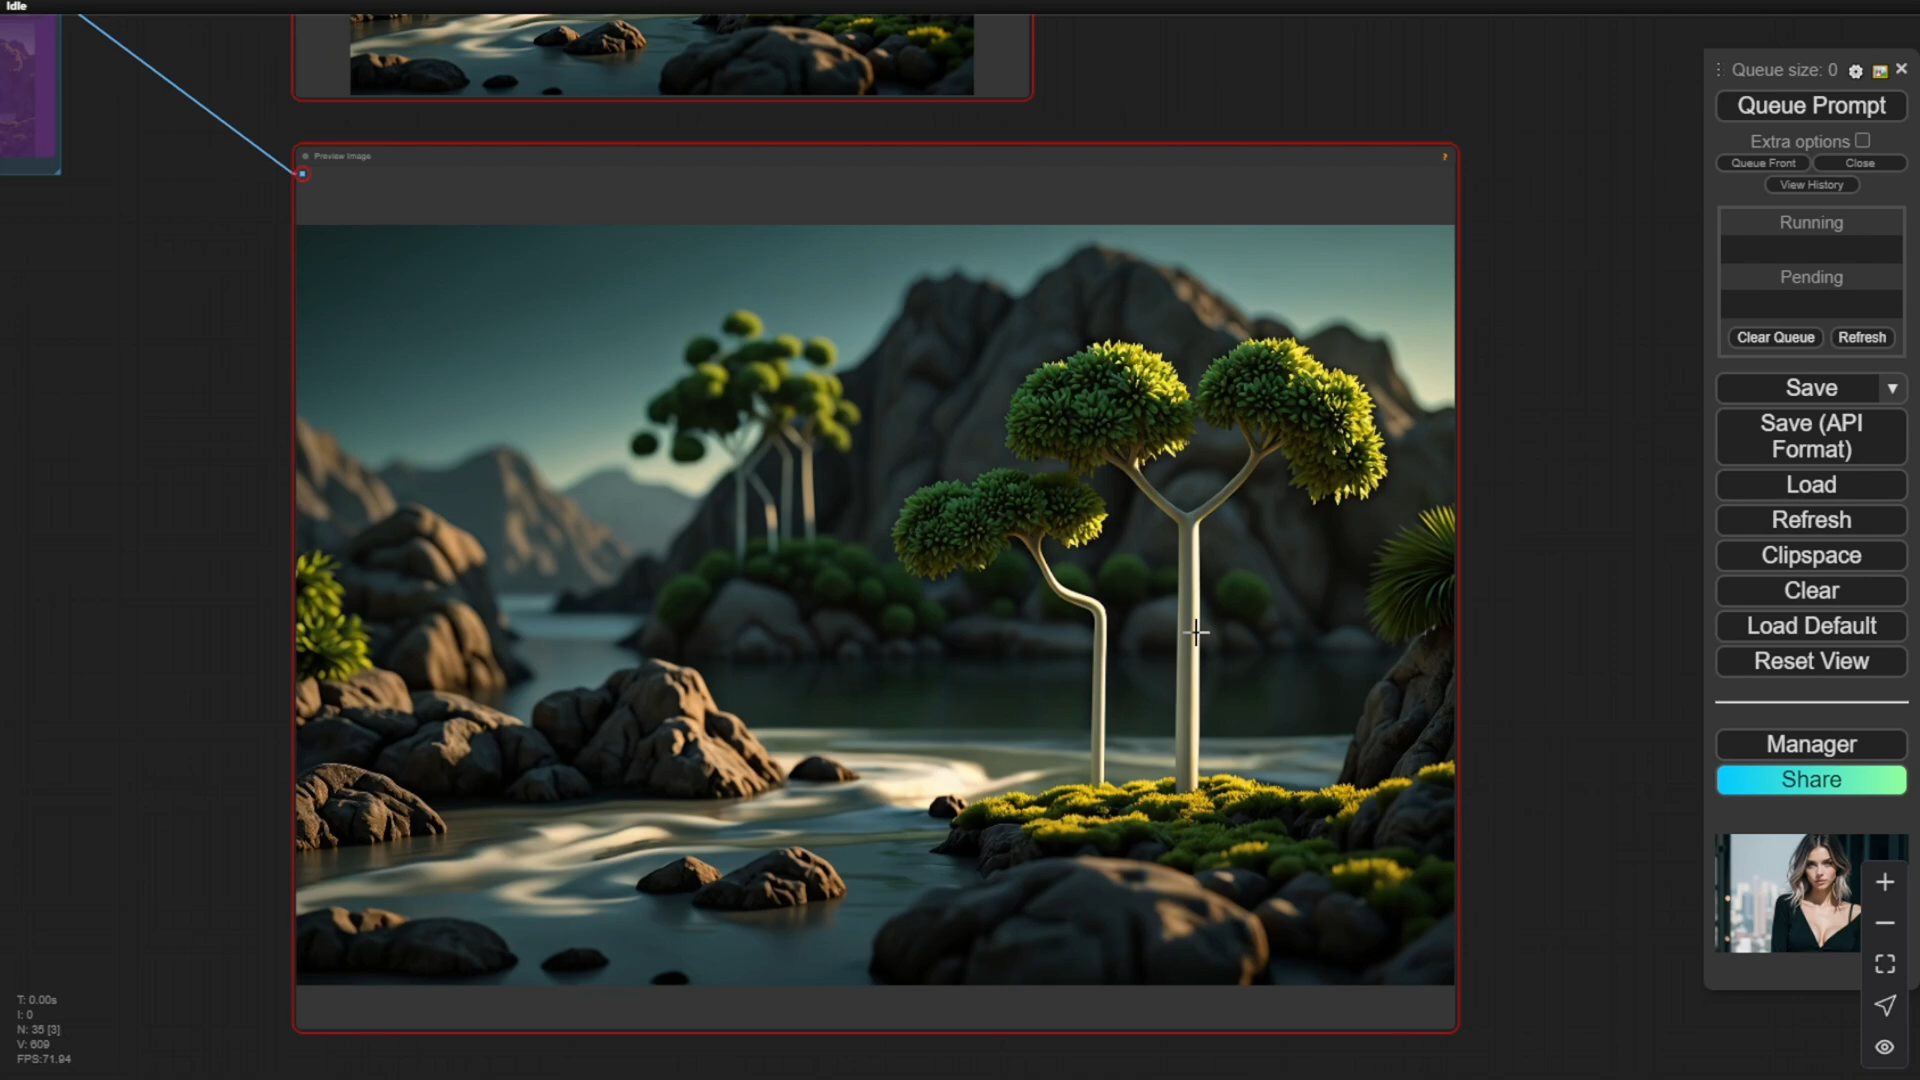 Idle
Queue size: 0
Queue Prompt
Extra options
Queue Front
Close
View History
Running
Pending
Clear Queue
Refresh
Save
Save (API
Format)
Load
Refresh
Clipspace
Clear
Load Default
Reset View
Manager
Share
Preview Image
?
T: 0.00s
I: 0
N: 35 [3]
V: 609
FPS:71.94